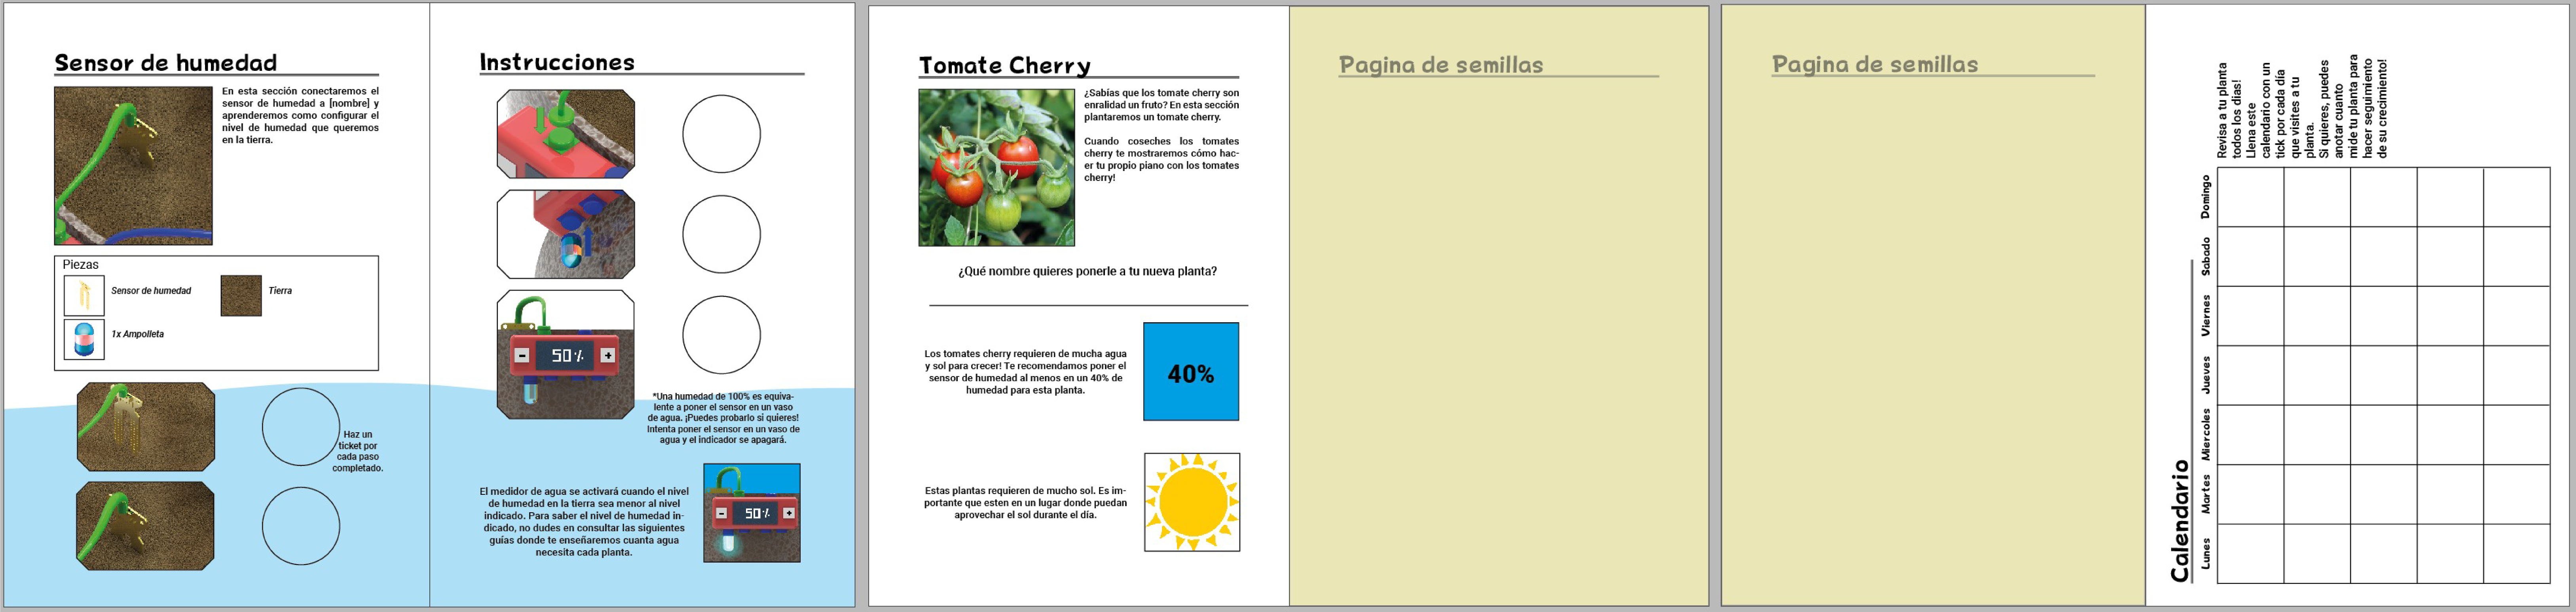 Sensor de humedad
En esta sección conectaremos el
sensor de humedad a [nombre] y
aprenderemos como configurar el
nivel de humedad que queremos
en la tierra.
Piezas
Sensor de humedad
Tierra
1x Ampolleta
Haz un
ticket por
cada paso
completado.
Instrucciones
50%
*Una humedad de 100% es equiva-
lente a poner el sensor en un vaso
de agua. ¡Puedes probarlo si quieres!
Intenta poner el sensor en un vaso de
agua y el indicador se apagará.
El medidor de agua se activará cuando el nivel
de humedad en la tierra sea menor al nivel
indicado. Para saber el nivel de humedad in-
dicado, no dudes en consultar las siguientes
guías donde te enseñaremos cuanta agua
necesita cada planta.
50%
Tomate Cherry
¿Sabías que los tomate cherry son
enralidad un fruto? En esta sección
plantaremos un tomate cherry.
Cuando coseches los tomates
cherry te mostraremos cómo hac-
er tu propio piano con los tomates
cherry!
¿Qué nombre quieres ponerle a tu nueva planta?
Los tomates cherry requieren de mucha agua
y sol para crecer! Te recomendamos poner el
sensor de humedad al menos en un 40% de
humedad para esta planta.
40%
Estas plantas requieren de mucho sol. Es im-
portante que esten en un lugar donde puedan
aprovechar el sol durante el día.
Pagina de semillas
Pagina de semillas
Calendario
Lunes
Martes
Miercoles
Jueves
Viernes
Sabado
Domingo
Revisa a tu planta
todos los dias!
Llena este
calendario con un
tick por cada día
que visites a tu
planta.
Si quieres, puedes
anotar cuanto
mide tu planta para
hacer seguimiento
de su crecimiento!